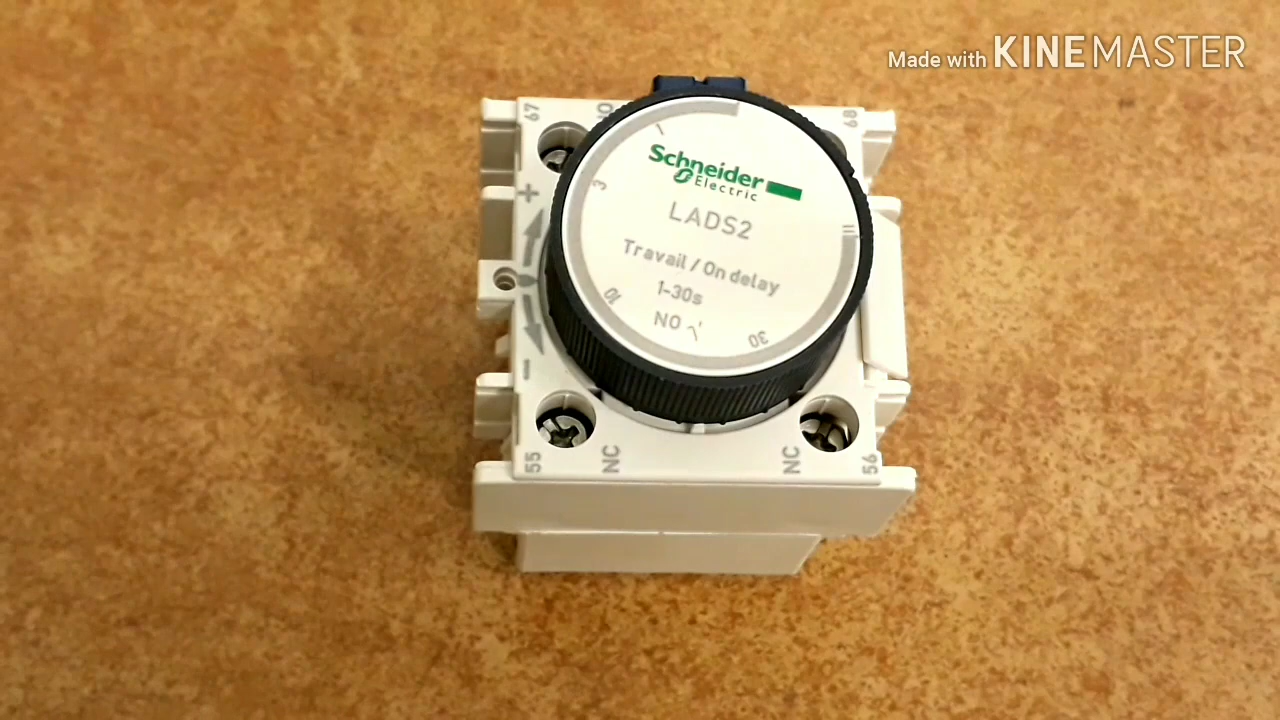 Made with KINEMASTER
67
NO
68
1
Schneider
Electric
3
+
LADS2
Travail / On delay
1-30s
10
NO
30
-
55
NC
NC
56